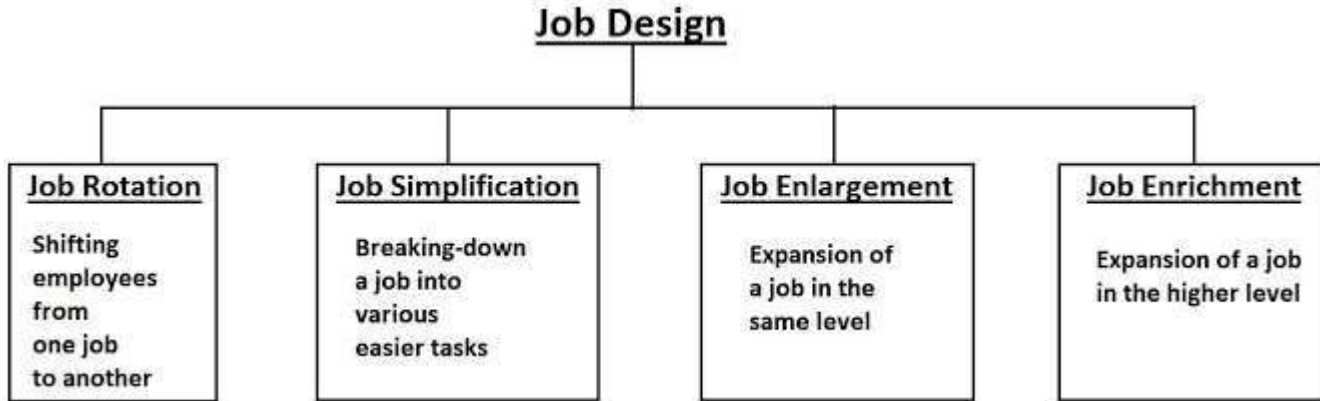 Job Design
Job Rotation
Shifting
employees
from
one job
to another
Job Simplification
Breaking-down
a job into
various
easier tasks
Job Enlargement
Expansion of
a job in the
same level
Job Enrichment
Expansion of a job
in the higher level